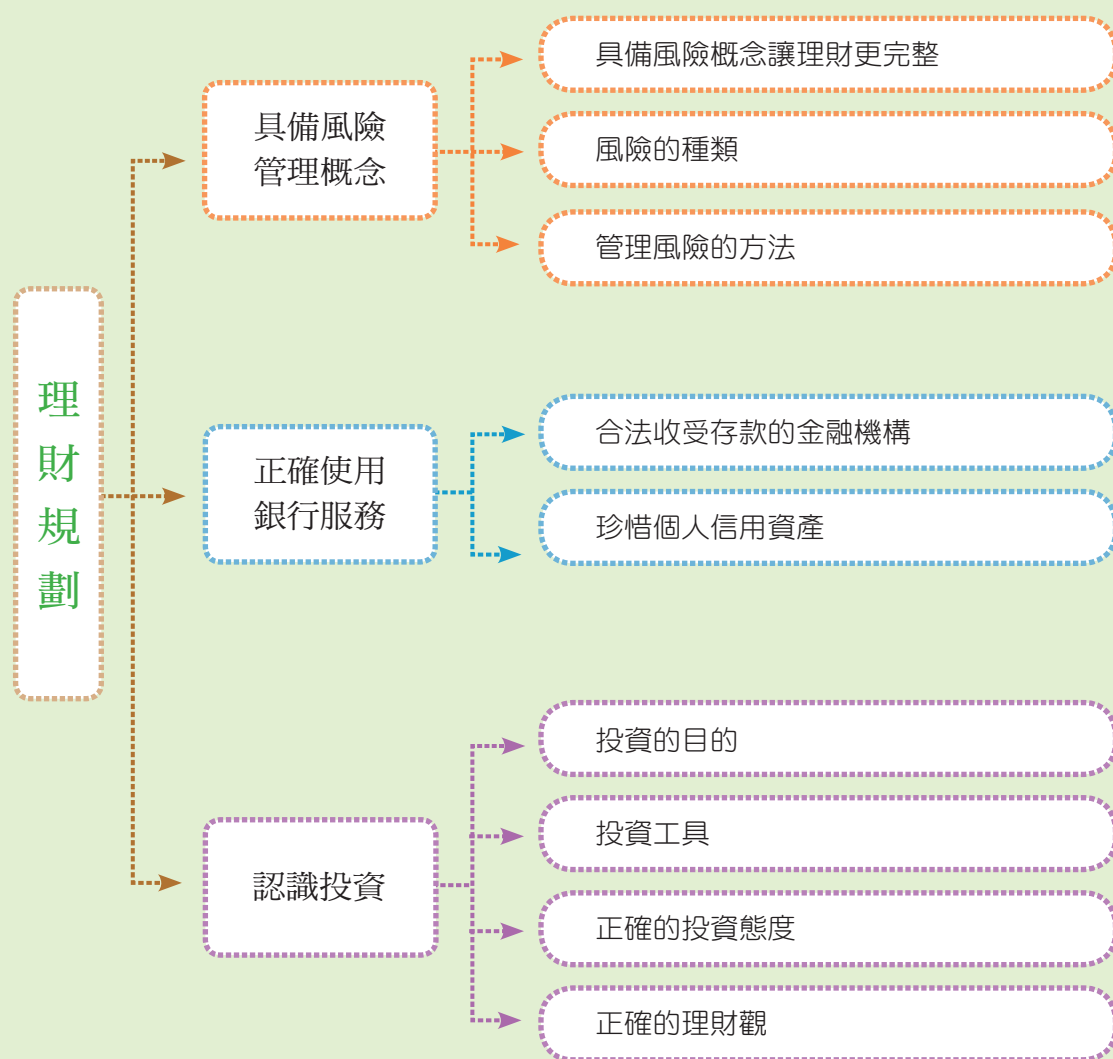 理財規劃
具備風險
管理概念
具備風險概念讓理財更完整
風險的種類
管理風險的方法
正確使用
銀行服務
合法收受存款的金融機構
珍惜個人信用資產
認識投資
投資的目的
投資工具
正確的投資態度
正確的理財觀